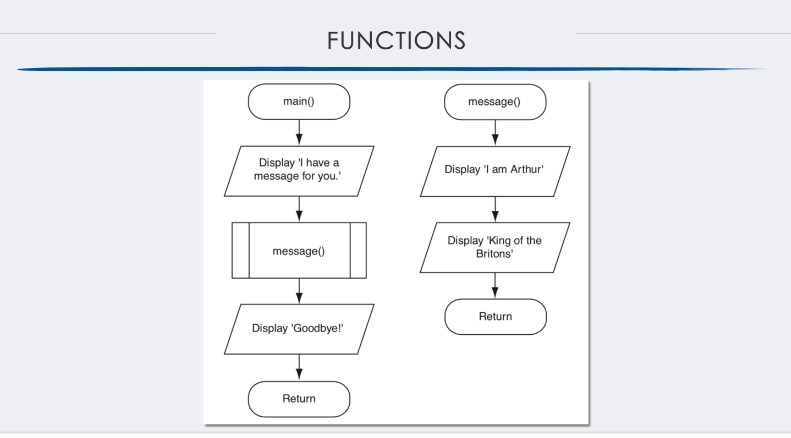 FUNCTIONS
main()
Display 'I have a
message for you.'
message()
Display 'Goodbye!'
Return
message()
Display 'I am Arthur'
Display 'King of the
Britons'
Return